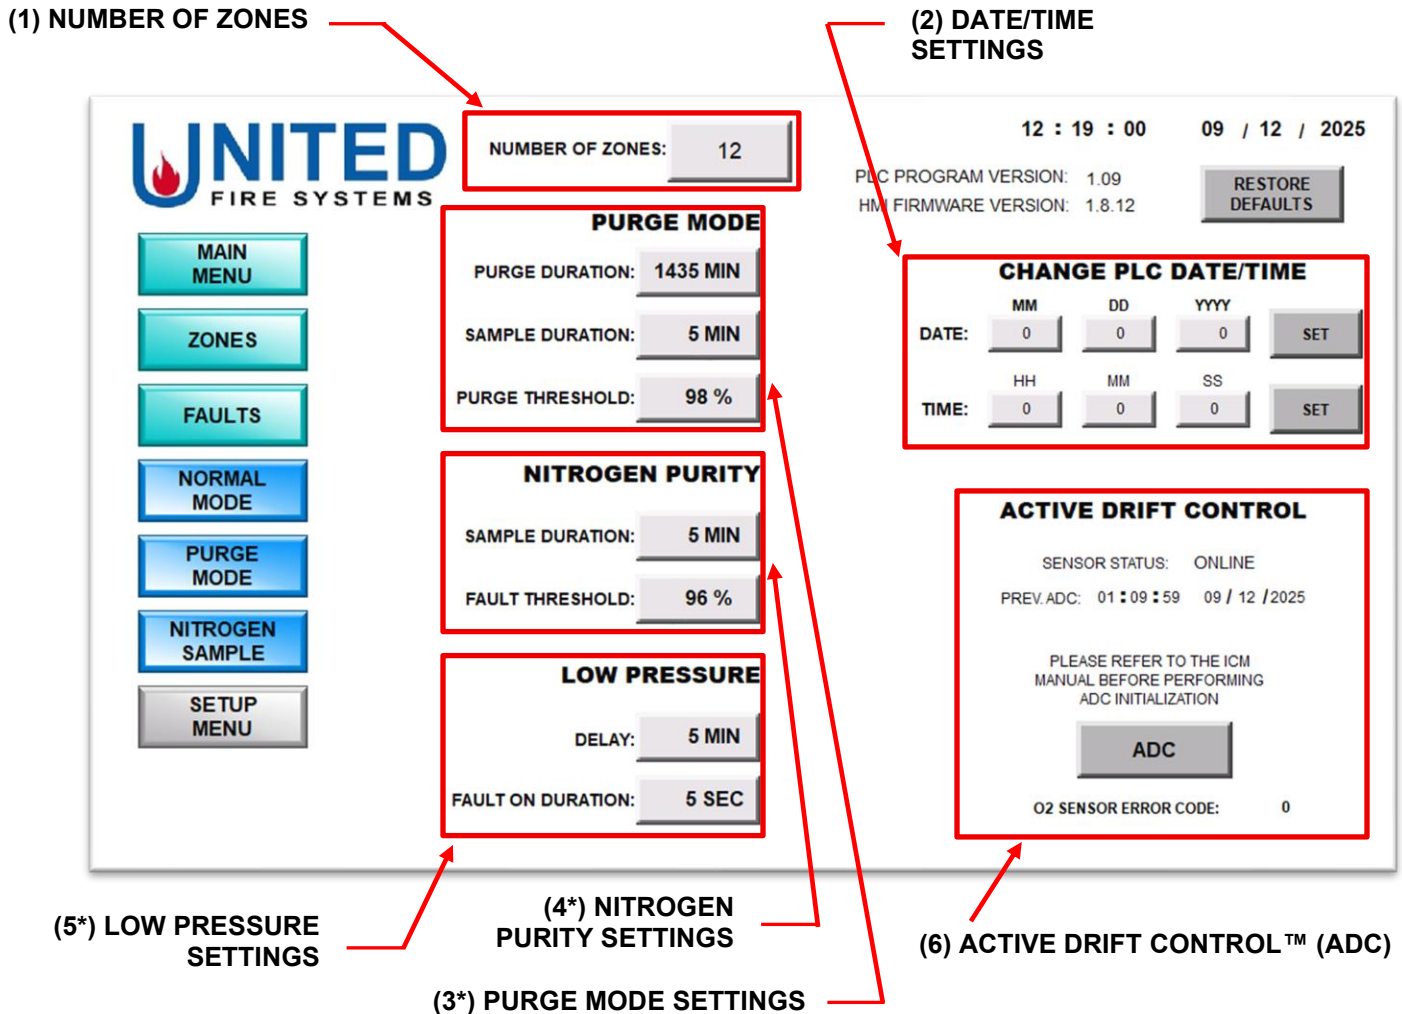 (1) NUMBER OF ZONES
(2) DATE/TIME
SETTINGS
UNITED
FIRE SYSTEMS
NUMBER OF ZONES: 12
12 : 19 : 00 09 / 12 / 2025
PLC PROGRAM VERSION: 1.09
HMI FIRMWARE VERSION: 1.8.12
RESTORE
DEFAULTS
MAIN
MENU
ZONES
FAULTS
NORMAL
MODE
PURGE
MODE
NITROGEN
SAMPLE
SETUP
MENU
PURGE MODE
PURGE DURATION: 1435 MIN
SAMPLE DURATION: 5 MIN
PURGE THRESHOLD: 98 %
NITROGEN PURITY
SAMPLE DURATION: 5 MIN
FAULT THRESHOLD: 96 %
LOW PRESSURE
DELAY: 5 MIN
FAULT ON DURATION: 5 SEC
CHANGE PLC DATE/TIME
MM DD YYYY
DATE: 0 0 0 SET
HH MM SS
TIME: 0 0 0 SET
ACTIVE DRIFT CONTROL
SENSOR STATUS: ONLINE
PREV. ADC: 01 : 09 : 59 09 / 12 / 2025
PLEASE REFER TO THE ICM
MANUAL BEFORE PERFORMING
ADC INITIALIZATION
ADC
O2 SENSOR ERROR CODE: 0
(5*) LOW PRESSURE
SETTINGS
(4*) NITROGEN
PURITY SETTINGS
(3*) PURGE MODE SETTINGS
(6) ACTIVE DRIFT CONTROL™ (ADC)